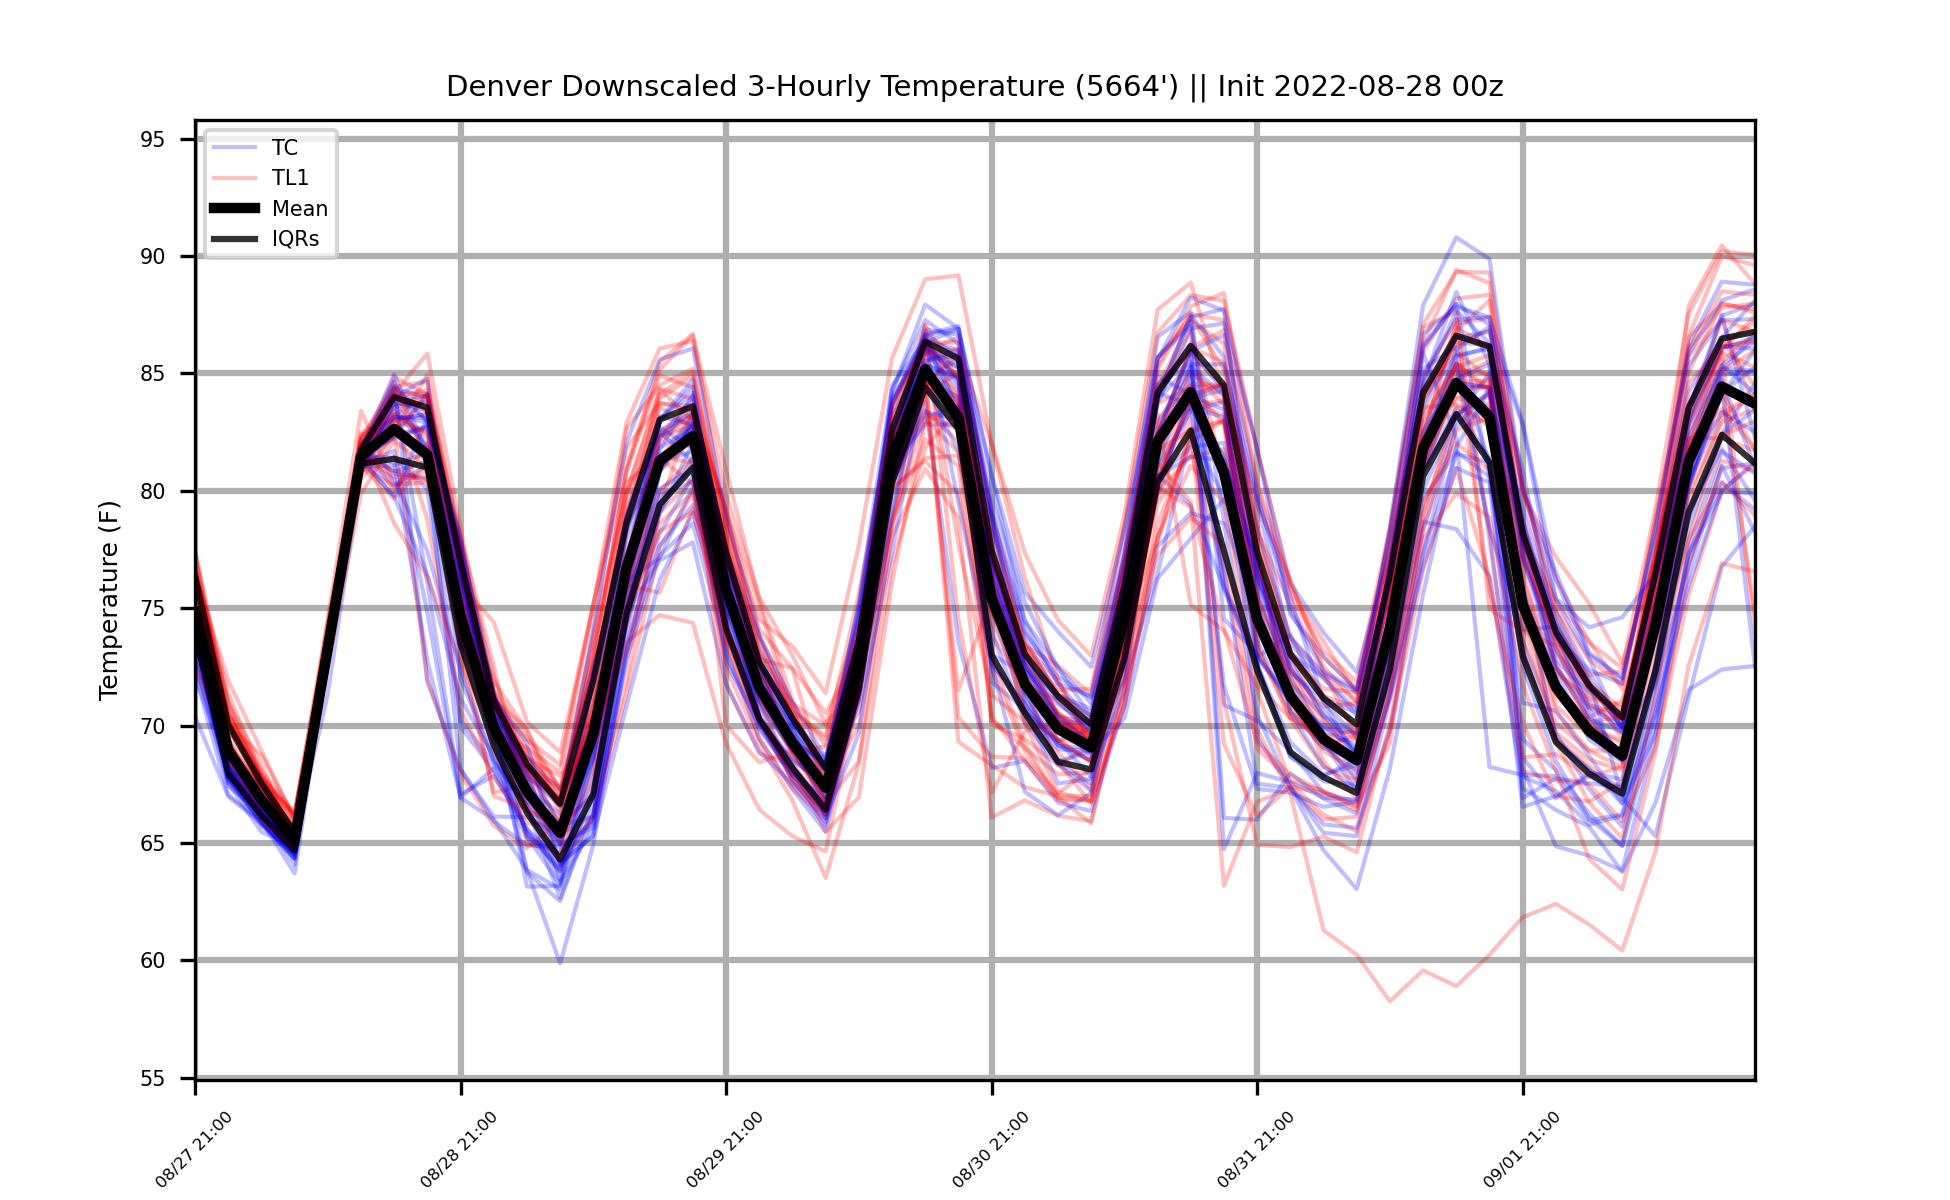 Denver Downscaled 3-Hourly Temperature (5664') || Init 2022-08-28 00z
TC
TL1
Mean
IQRs
Temperature (F)
95
90
85
80
75
70
65
60
55
08/27 21:00
08/28 21:00
08/29 21:00
08/30 21:00
08/31 21:00
09/01 21:00